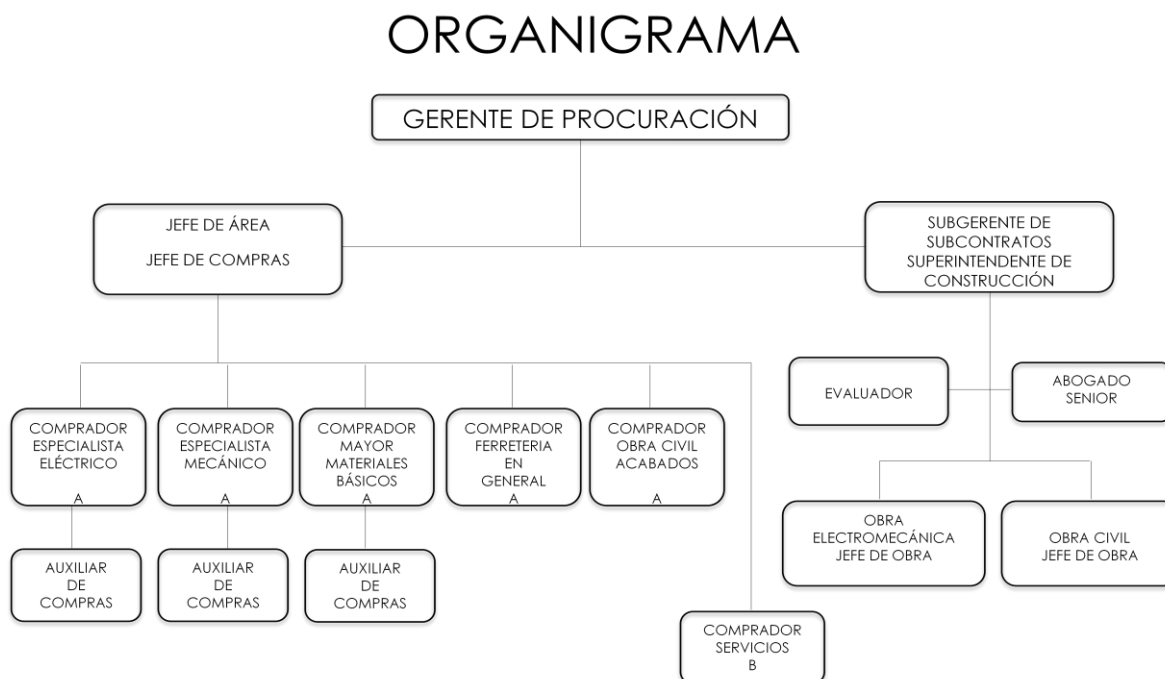 ORGANIGRAMA
GERENTE DE PROCURACIÓN
JEFE DE ÁREA
JEFE DE COMPRAS
SUBGERENTE DE
SUBCONTRATOS
SUPERINTENDENTE DE
CONSTRUCCIÓN
EVALUADOR
ABOGADO
SENIOR
COMPRADOR
ESPECIALISTA
ELÉCTRICO
A
COMPRADOR
ESPECIALISTA
MECÁNICO
A
COMPRADOR
MAYOR
MATERIALES
BÁSICOS
A
COMPRADOR
FERRETERIA
EN
GENERAL
A
COMPRADOR
OBRA CIVIL
ACABADOS
A
OBRA
ELECTROMECÁNICA
JEFE DE OBRA
OBRA CIVIL
JEFE DE OBRA
AUXILIAR
DE
COMPRAS
AUXILIAR
DE
COMPRAS
AUXILIAR
DE
COMPRAS
COMPRADOR
SERVICIOS
B